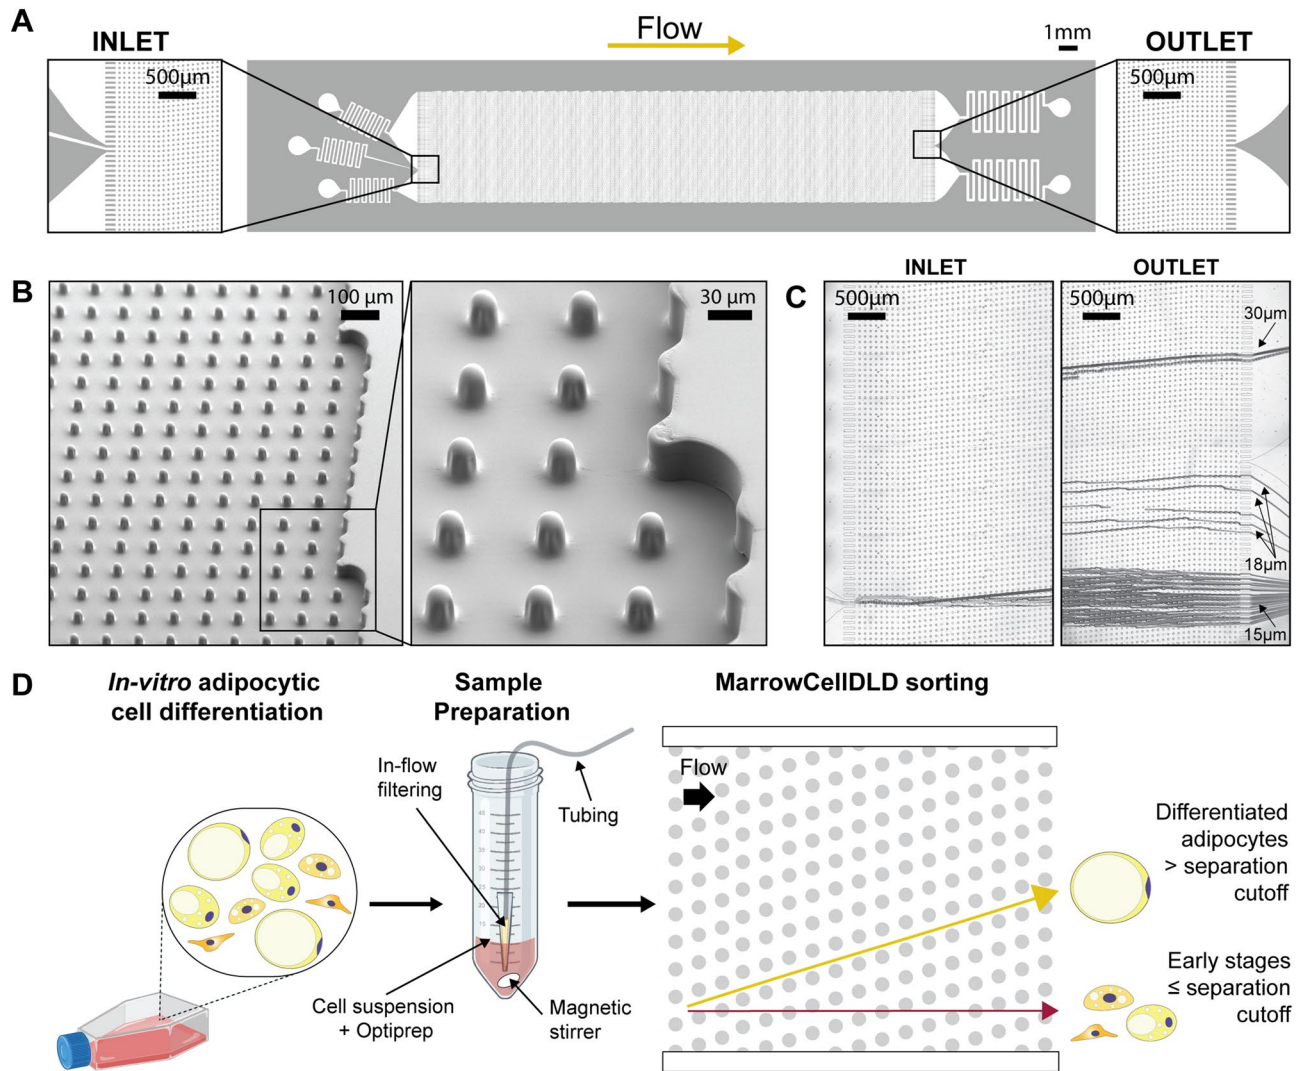 A
INLET
Flow
1mm
OUTLET
500µm
500µm
B
100 µm
30 µm
C
INLET
OUTLET
500µm
500µm
30µm
18µm
15µm
D
In-vitro adipocytic
cell differentiation
Sample
Preparation
MarrowCellDLD sorting
In-flow
filtering
Tubing
Cell suspension
+ Optiprep
Magnetic
stirrer
Flow
Differentiated
adipocytes
> separation
cutoff
Early stages
≤ separation
cutoff